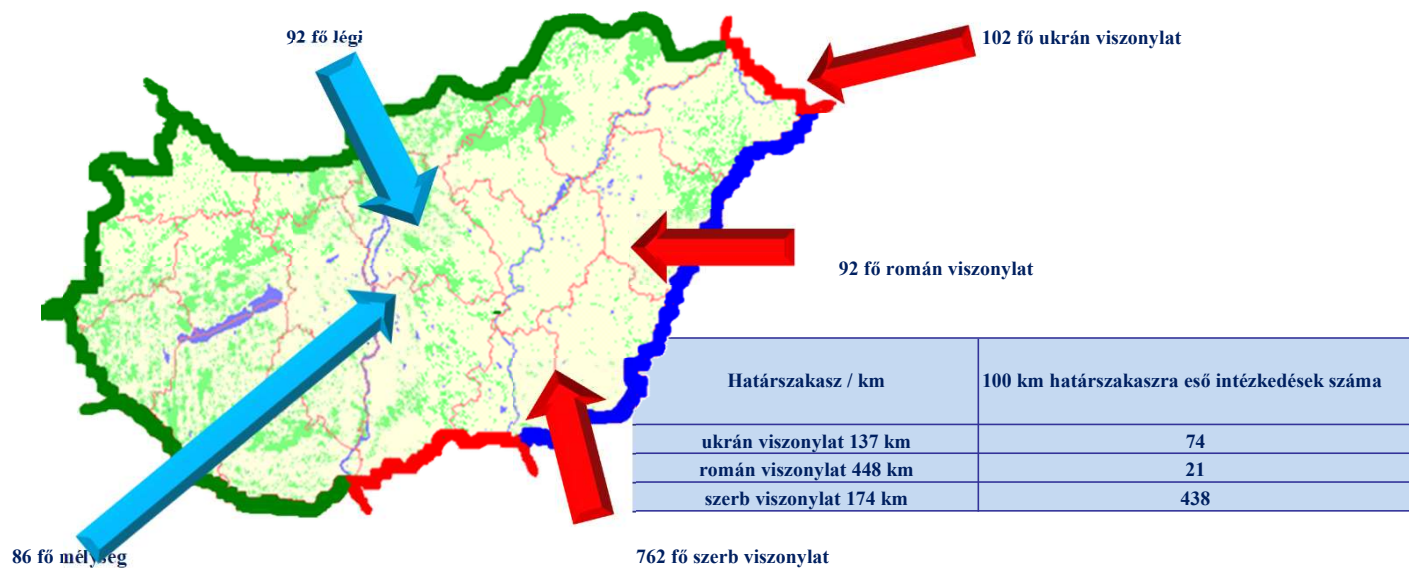 92 fő légi
102 fő ukrán viszonylat
92 fő román viszonylat
Határszakasz / km 100 km határszakaszra eső intézkedések száma
ukrán viszonylat 137 km 74
román viszonylat 448 km 21
szerb viszonylat 174 km 438
86 fő mélység
762 fő szerb viszonylat